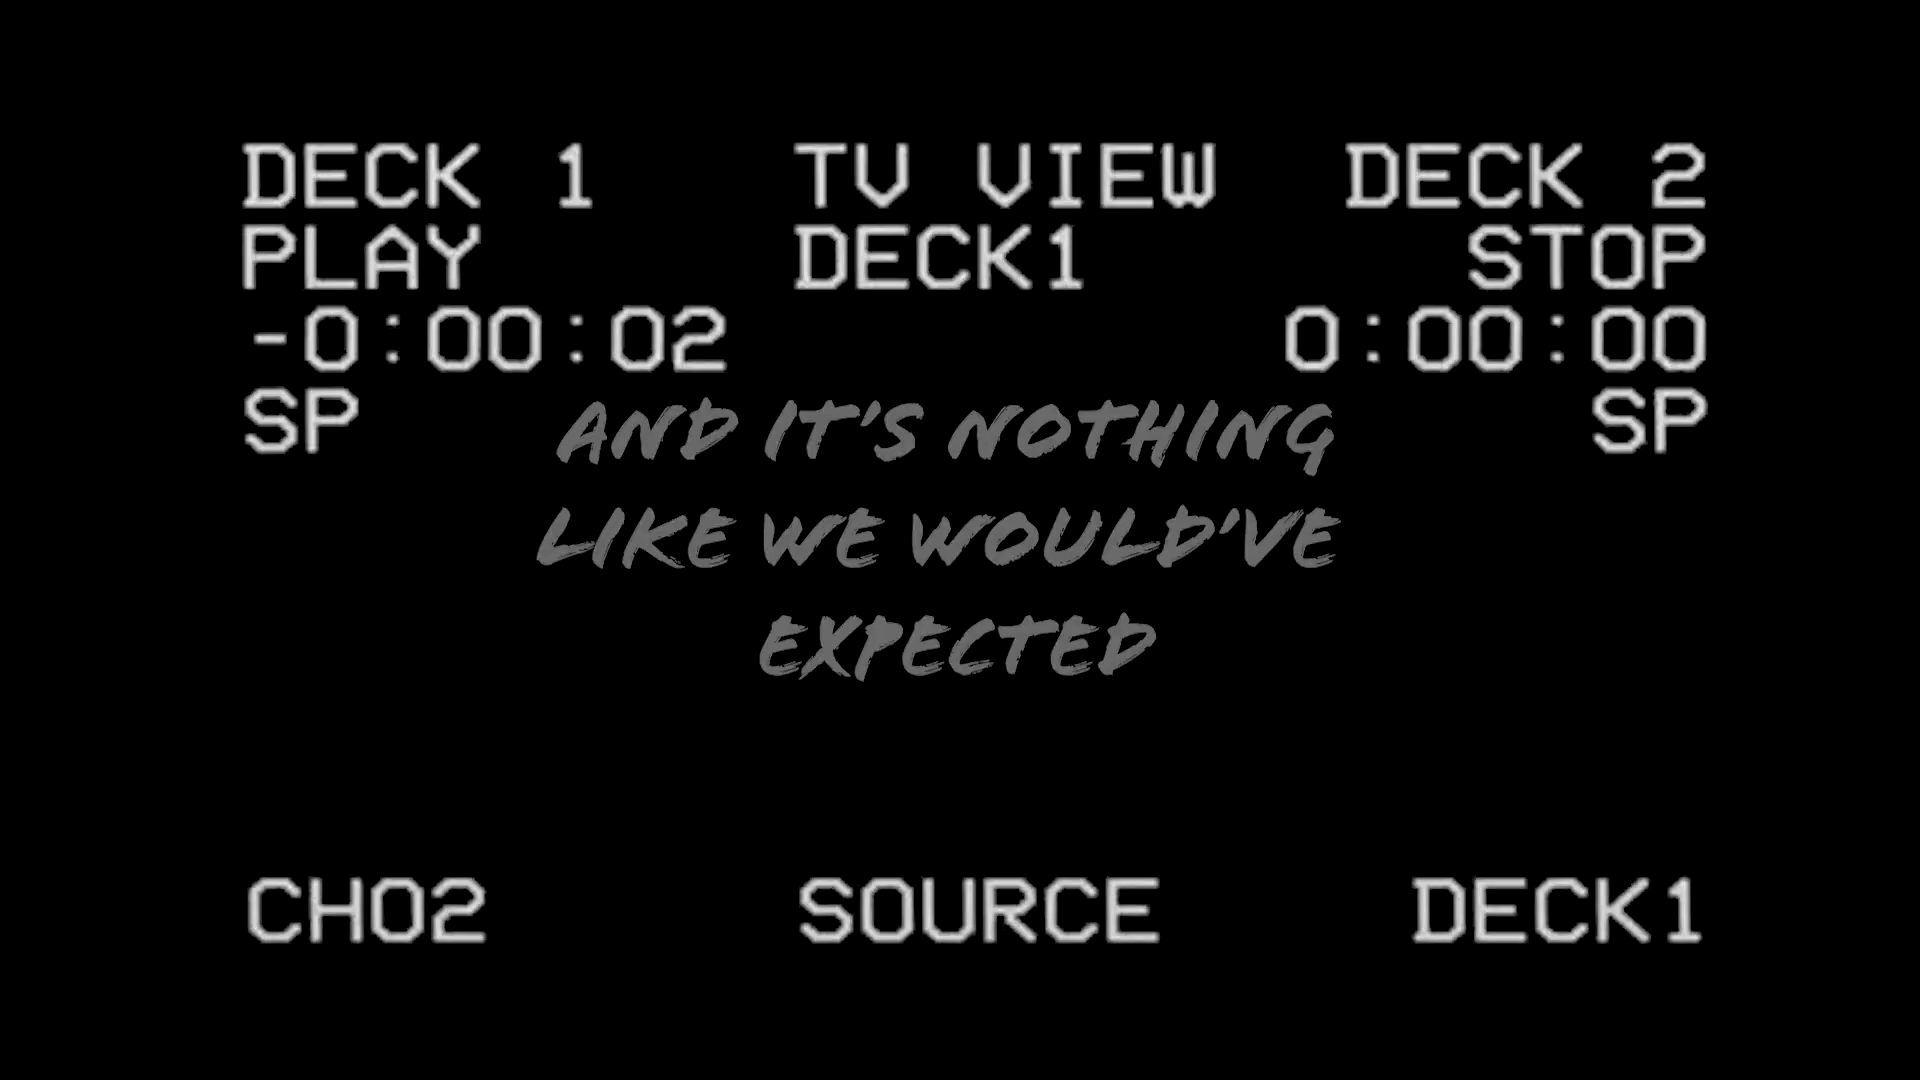 DECK 1 TV VIEW DECK 2
PLAY DECK1 STOP
-0:00:02 0:00:00
SP SP
AND IT'S NOTHING
LIKE WE WOULD'VE
EXPECTED
CH02 SOURCE DECK1